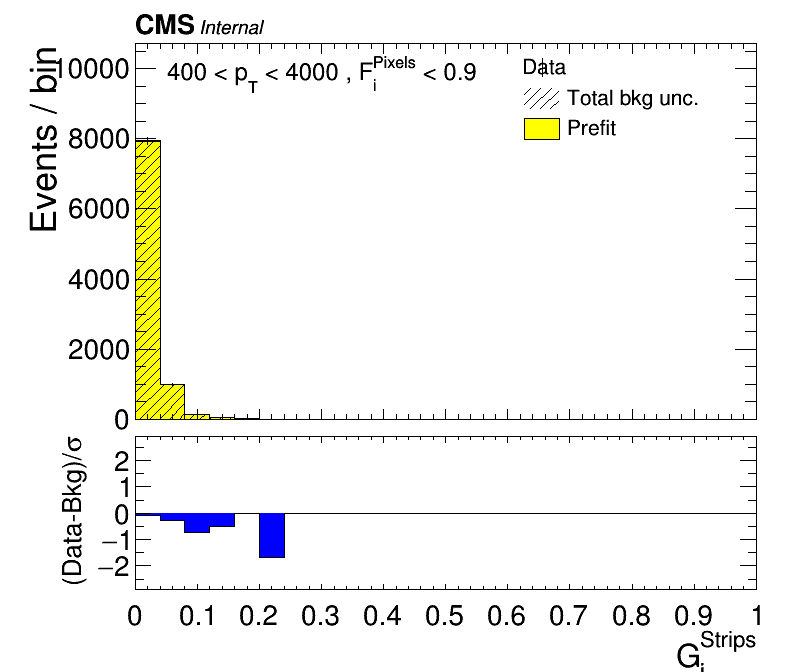 CMS Internal
Events / bin
10000
8000
6000
4000
2000
0
400 < p_T < 4000 , F_i^Pixels < 0.9
Data
Total bkg unc.
Prefit
(Data-Bkg)/σ
2
1
0
−1
−2
0 0.1 0.2 0.3 0.4 0.5 0.6 0.7 0.8 0.9 1
G_i^Strips